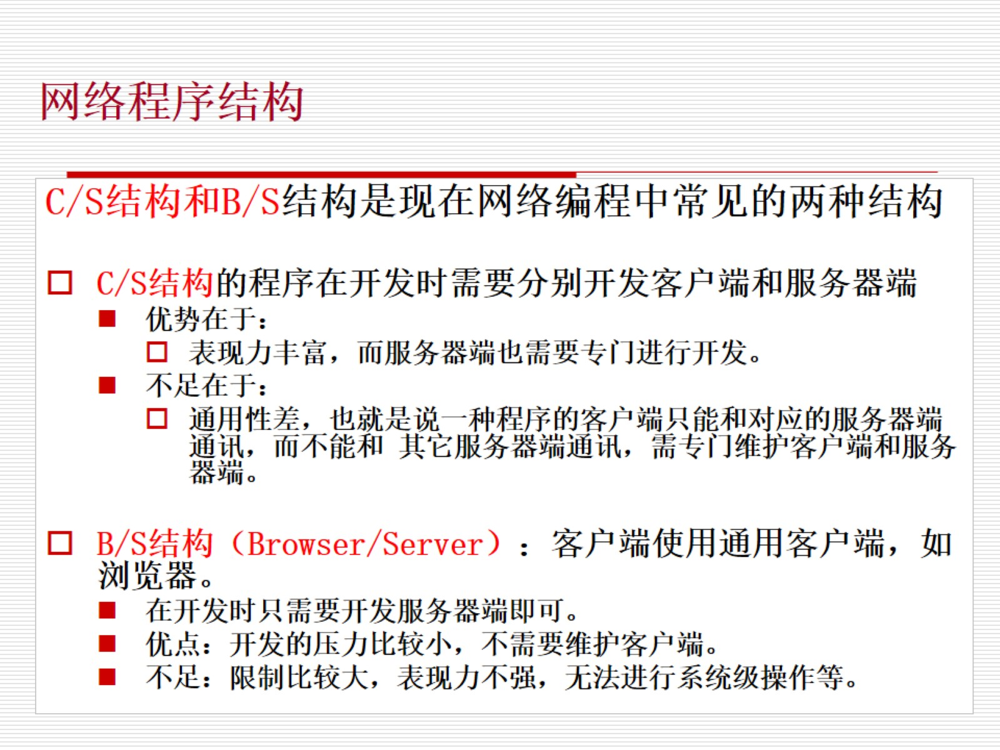 网络程序结构
C/S结构和B/S结构是现在网络编程中常见的两种结构
C/S结构的程序在开发时需要分别开发客户端和服务器端
优势在于：
表现力丰富，而服务器端也需要专门进行开发。
不足在于：
通用性差，也就是说一种程序的客户端只能和对应的服务器端
通讯，而不能和 其它服务器端通讯，需专门维护客户端和服务
器端。
B/S结构（Browser/Server）：客户端使用通用客户端，如
浏览器。
在开发时只需要开发服务器端即可。
优点：开发的压力比较小，不需要维护客户端。
不足：限制比较大，表现力不强，无法进行系统级操作等。